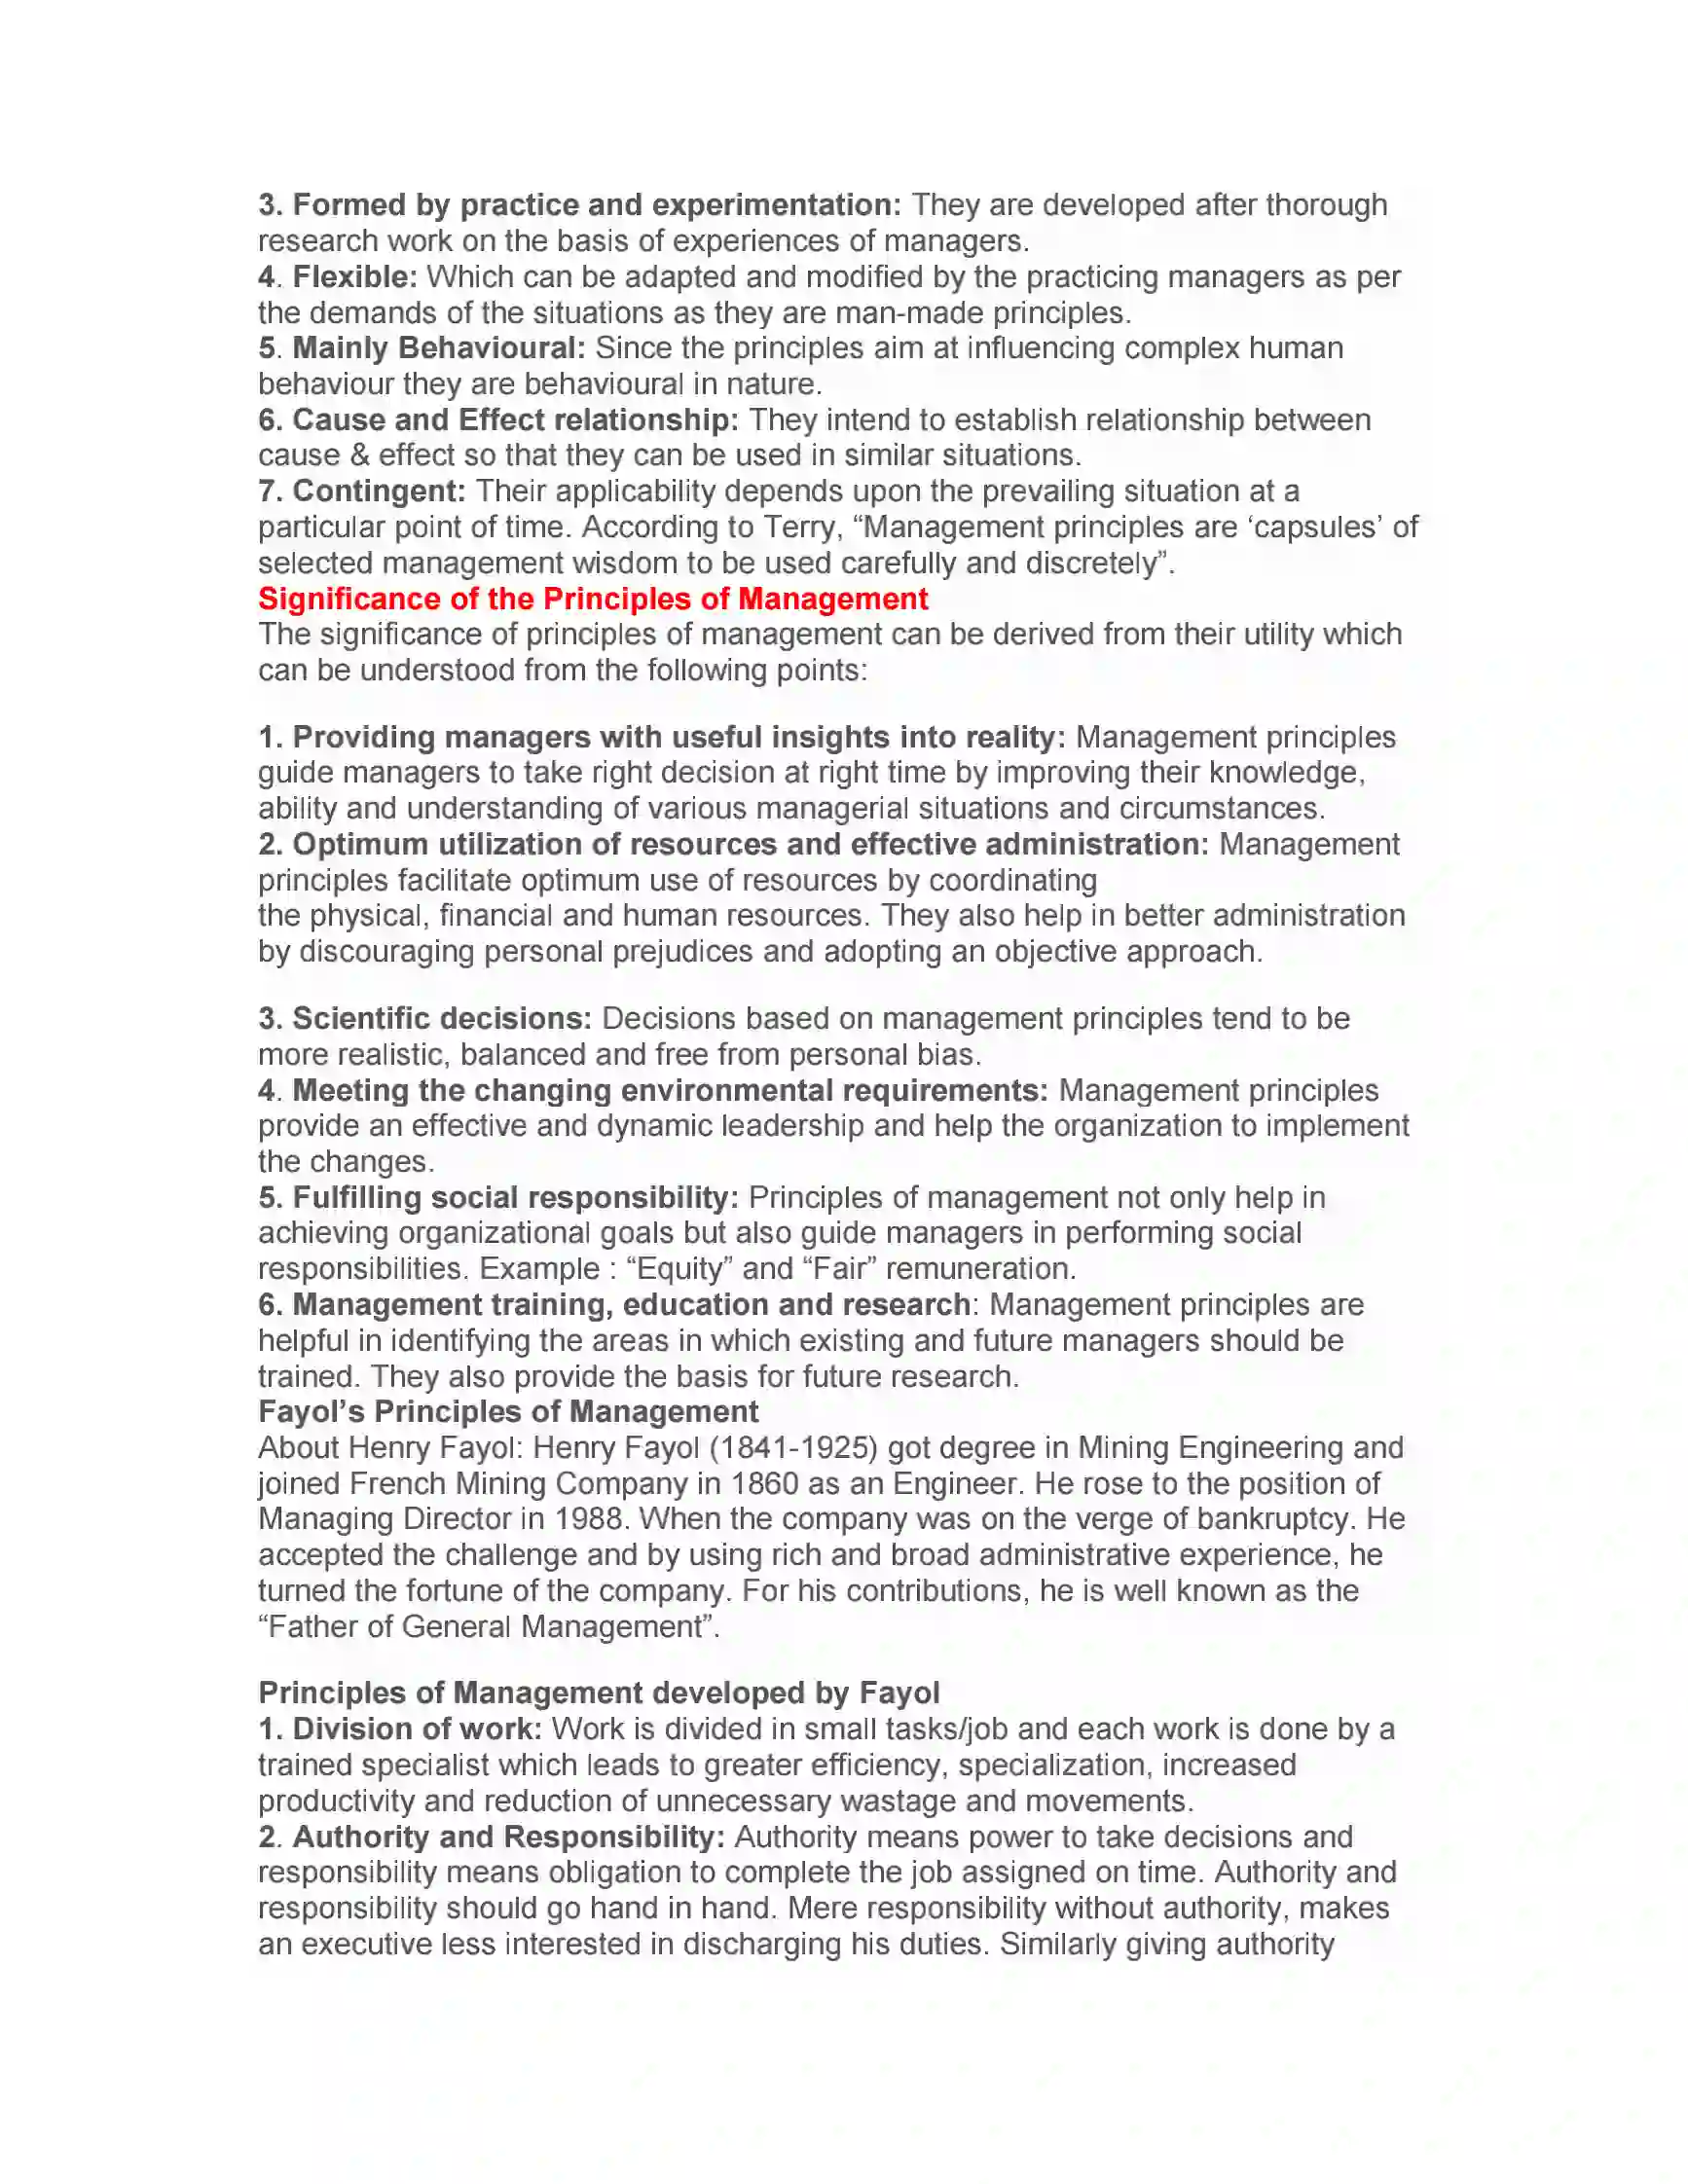 3. Formed by practice and experimentation: They are developed after thorough
research work on the basis of experiences of managers.
4. Flexible: Which can be adapted and modified by the practicing managers as per
the demands of the situations as they are man-made principles.
5. Mainly Behavioural: Since the principles aim at influencing complex human
behaviour they are behavioural in nature.
6. Cause and Effect relationship: They intend to establish relationship between
cause & effect so that they can be used in similar situations.
7. Contingent: Their applicability depends upon the prevailing situation at a
particular point of time. According to Terry, “Management principles are ‘capsules’ of
selected management wisdom to be used carefully and discretely”.
Significance of the Principles of Management
The significance of principles of management can be derived from their utility which
can be understood from the following points:
1. Providing managers with useful insights into reality: Management principles
guide managers to take right decision at right time by improving their knowledge,
ability and understanding of various managerial situations and circumstances.
2. Optimum utilization of resources and effective administration: Management
principles facilitate optimum use of resources by coordinating
the physical, financial and human resources. They also help in better administration
by discouraging personal prejudices and adopting an objective approach.
3. Scientific decisions: Decisions based on management principles tend to be
more realistic, balanced and free from personal bias.
4. Meeting the changing environmental requirements: Management principles
provide an effective and dynamic leadership and help the organization to implement
the changes.
5. Fulfilling social responsibility: Principles of management not only help in
achieving organizational goals but also guide managers in performing social
responsibilities. Example : “Equity” and “Fair” remuneration.
6. Management training, education and research: Management principles are
helpful in identifying the areas in which existing and future managers should be
trained. They also provide the basis for future research.
Fayol’s Principles of Management
About Henry Fayol: Henry Fayol (1841-1925) got degree in Mining Engineering and
joined French Mining Company in 1860 as an Engineer. He rose to the position of
Managing Director in 1988. When the company was on the verge of bankruptcy. He
accepted the challenge and by using rich and broad administrative experience, he
turned the fortune of the company. For his contributions, he is well known as the
“Father of General Management”.
Principles of Management developed by Fayol
1. Division of work: Work is divided in small tasks/job and each work is done by a
trained specialist which leads to greater efficiency, specialization, increased
productivity and reduction of unnecessary wastage and movements.
2. Authority and Responsibility: Authority means power to take decisions and
responsibility means obligation to complete the job assigned on time. Authority and
responsibility should go hand in hand. Mere responsibility without authority, makes
an executive less interested in discharging his duties. Similarly giving authority